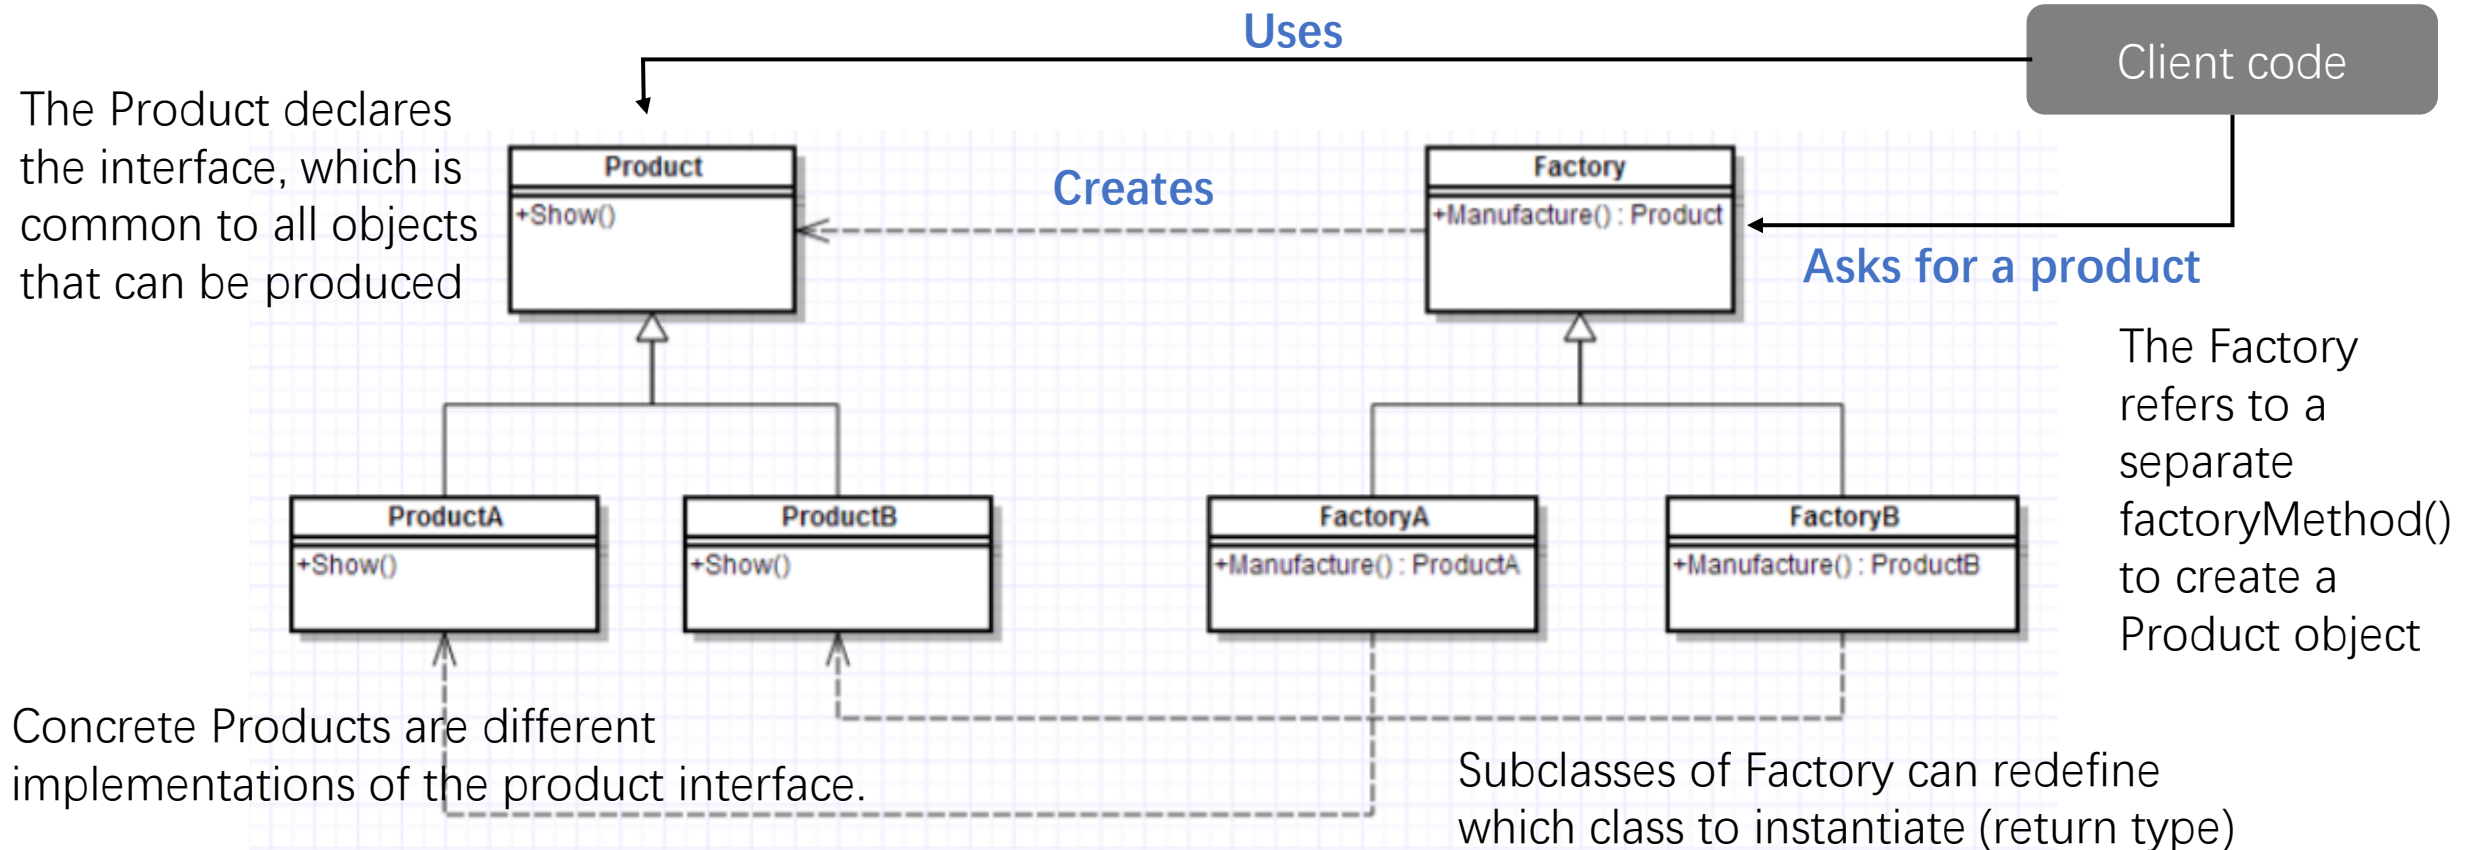 Uses
Client code
The Product declares
the interface, which is
common to all objects
that can be produced
Product
+Show()
Creates
Factory
+Manufacture() : Product
Asks for a product
The Factory
refers to a
separate
factoryMethod()
to create a
Product object
ProductA
+Show()
ProductB
+Show()
FactoryA
+Manufacture() : ProductA
FactoryB
+Manufacture() : ProductB
Concrete Products are different
implementations of the product interface.
Subclasses of Factory can redefine
which class to instantiate (return type)